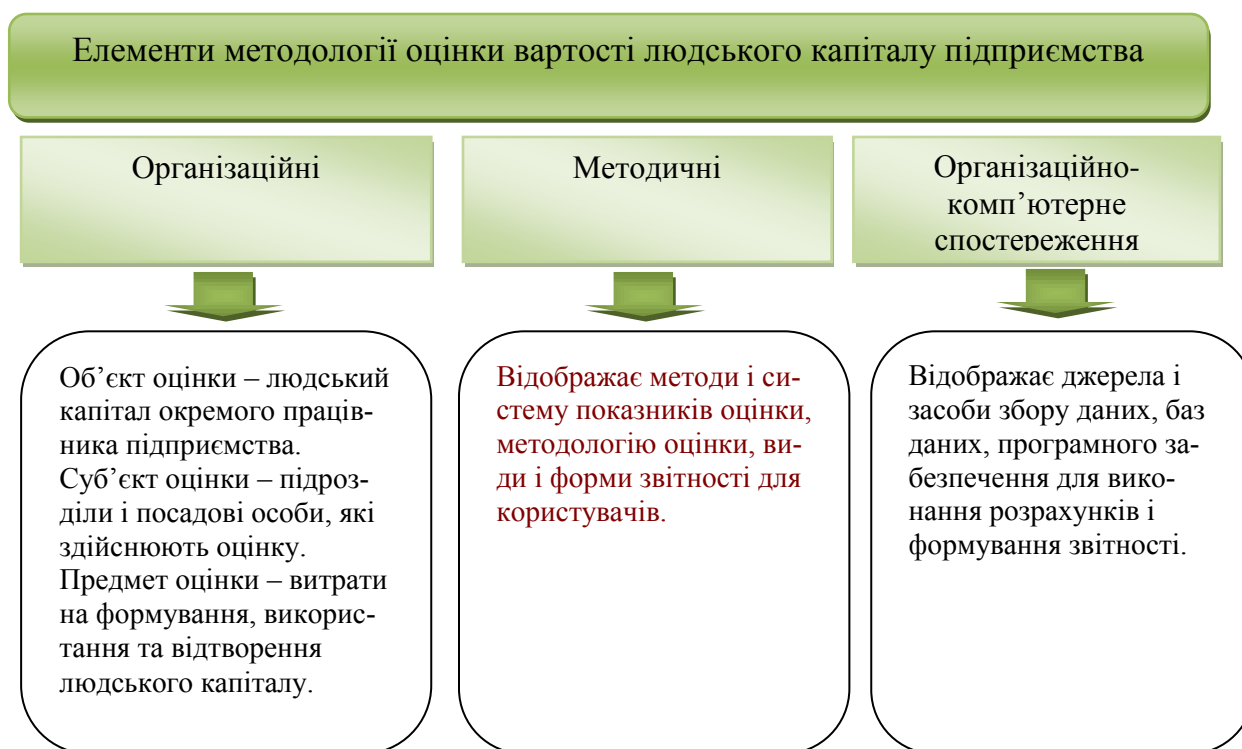 Елементи методології оцінки вартості людського капіталу підприємства
Організаційні
Методичні
Організаційно-
комп’ютерне
спостереження
Об’єкт оцінки – людський
капітал окремого праців-
ника підприємства.
Суб’єкт оцінки – підроз-
діли і посадові особи, які
здійснюють оцінку.
Предмет оцінки – витрати
на формування, викорис-
тання та відтворення
людського капіталу.
Відображає методи і си-
стему показників оцінки,
методологію оцінки, ви-
ди і форми звітності для
користувачів.
Відображає джерела і
засоби збору даних, баз
даних, програмного за-
безпечення для вико-
нання розрахунків і
формування звітності.